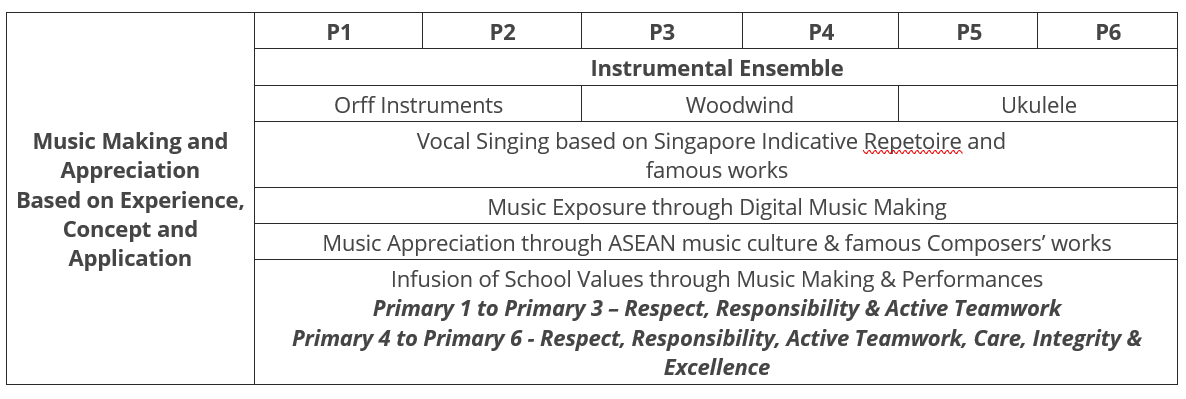 P1 P2 P3 P4 P5 P6
Instrumental Ensemble
Orff Instruments Woodwind Ukulele
Music Making and
Appreciation
Based on Experience,
Concept and
Application
Vocal Singing based on Singapore Indicative Repetoire and
famous works
Music Exposure through Digital Music Making
Music Appreciation through ASEAN music culture & famous Composers’ works
Infusion of School Values through Music Making & Performances
Primary 1 to Primary 3 – Respect, Responsibility & Active Teamwork
Primary 4 to Primary 6 - Respect, Responsibility, Active Teamwork, Care, Integrity &
Excellence